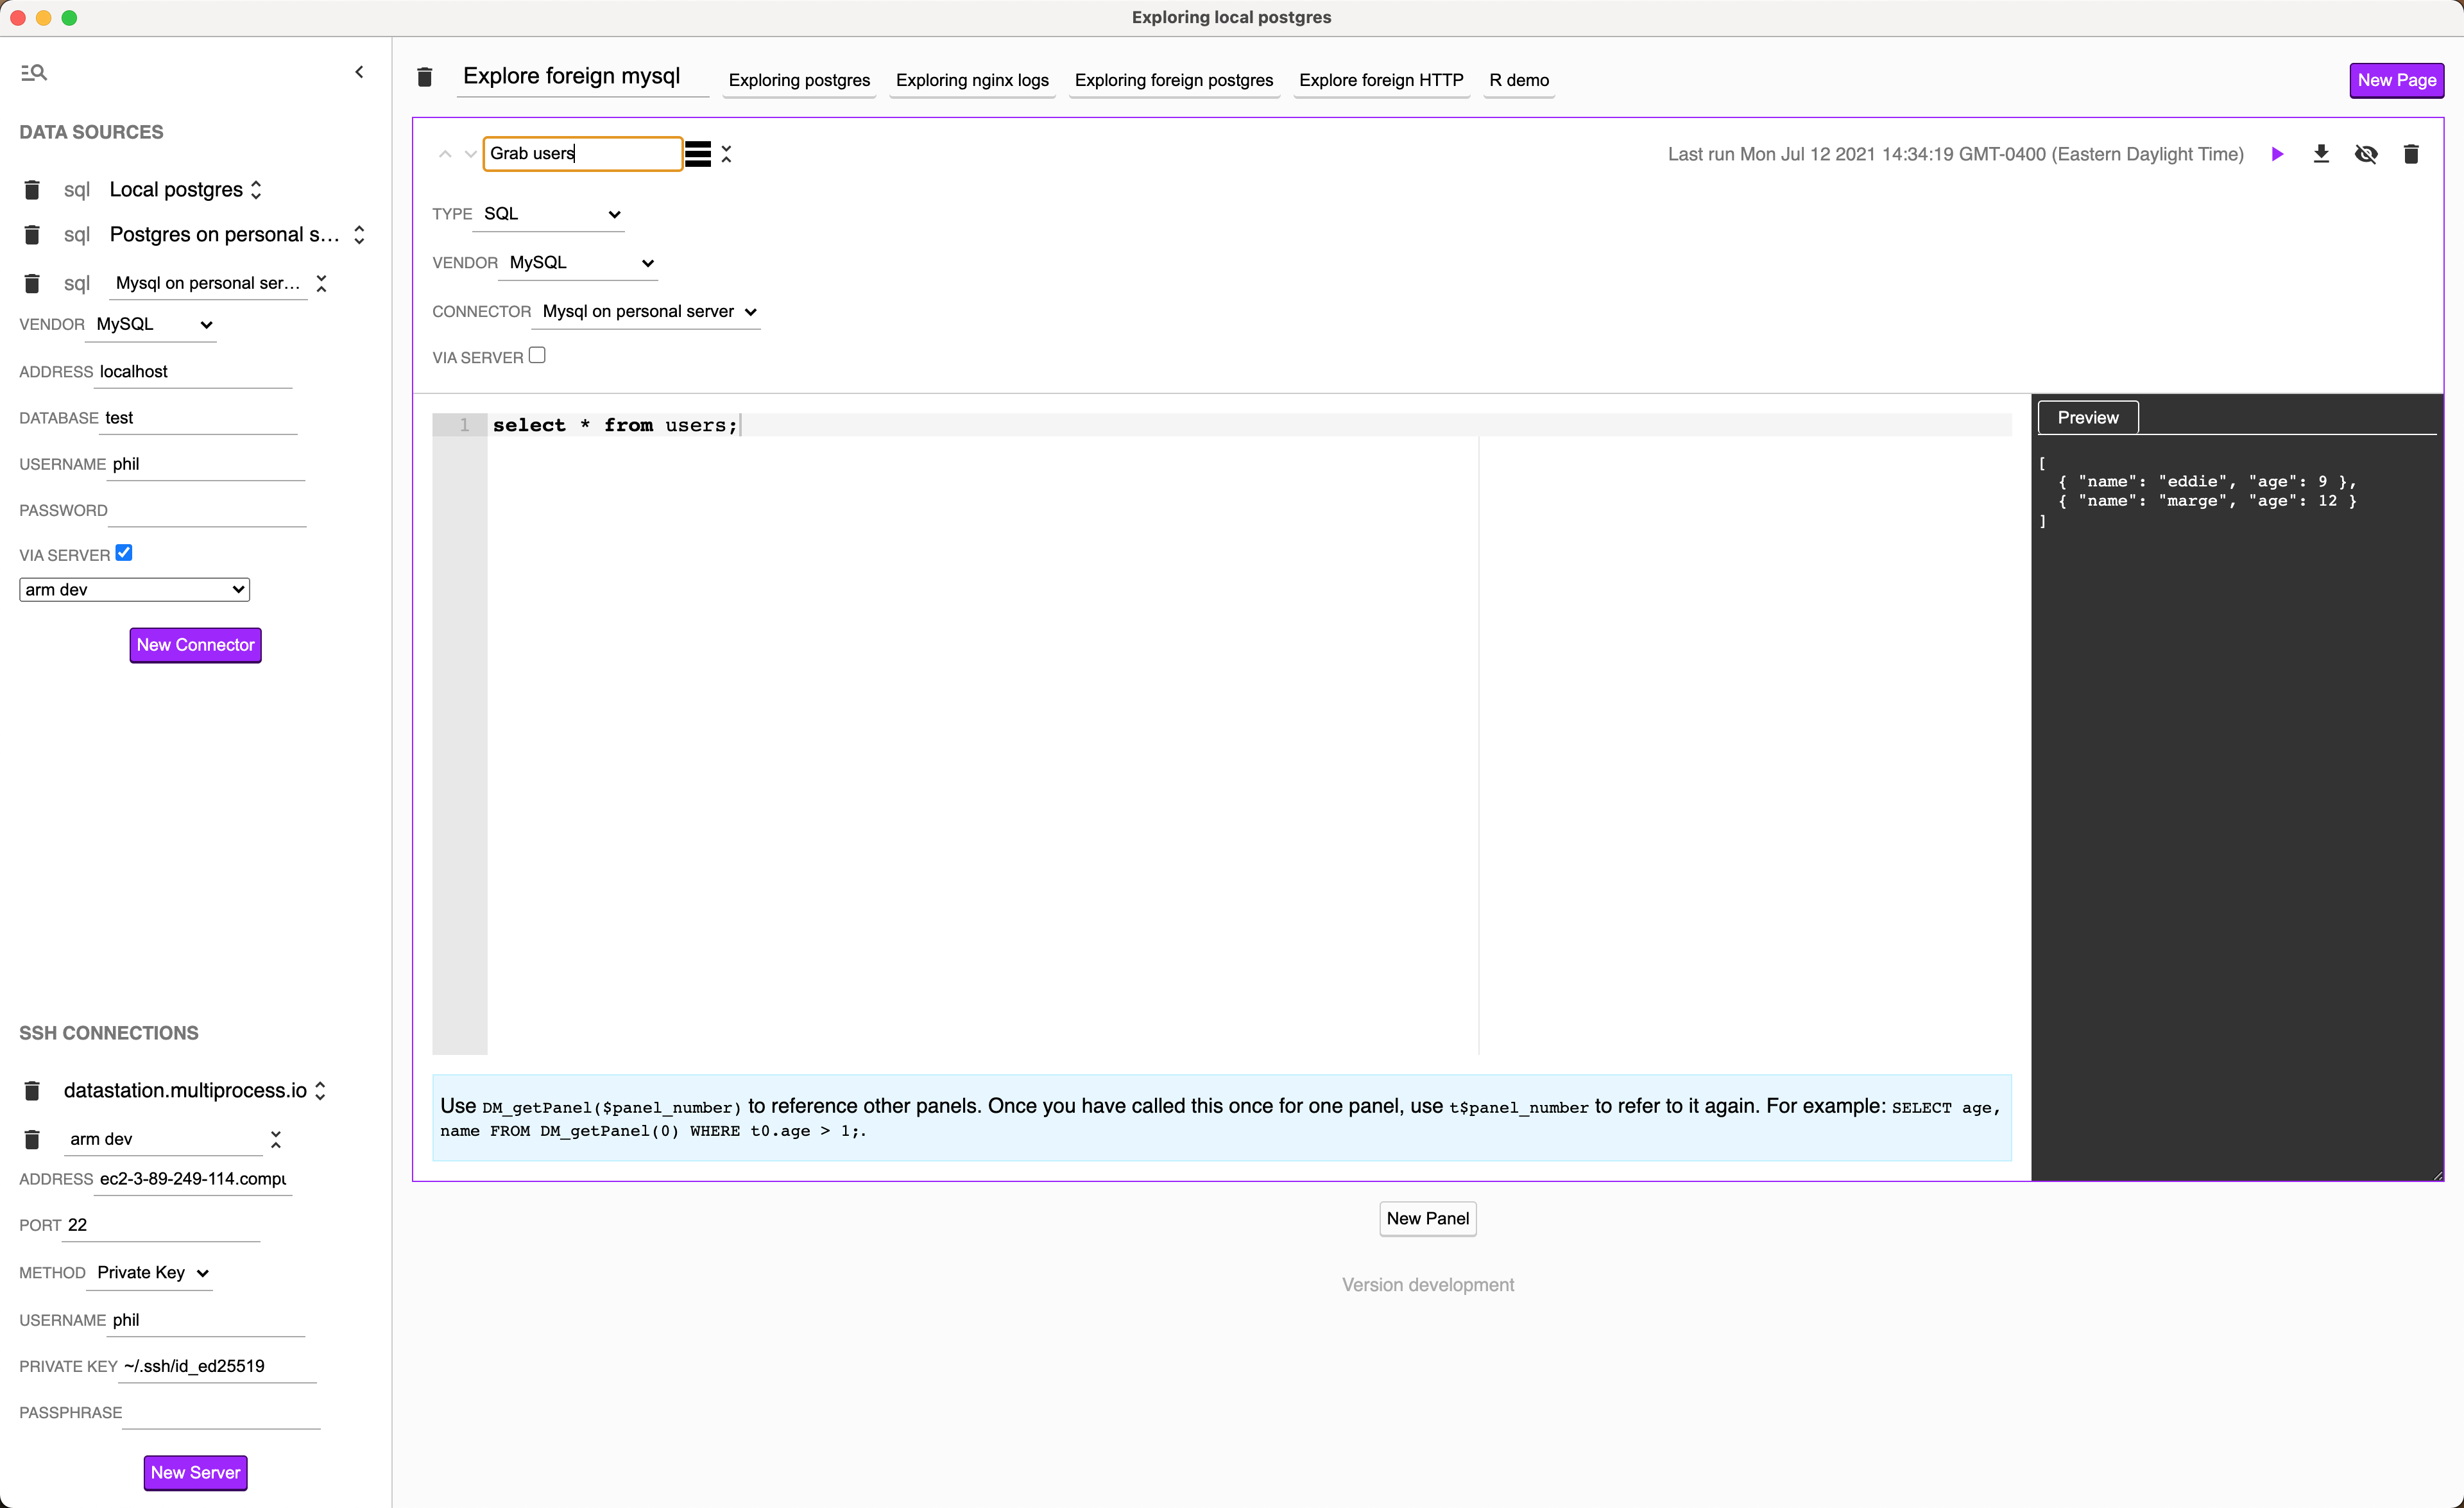 Exploring local postgres
DATA SOURCES
sql Local postgres
sql Postgres on personal s...
sql Mysql on personal ser...
VENDOR MySQL
ADDRESS localhost
DATABASE test
USERNAME phil
PASSWORD
VIA SERVER
arm dev
New Connector
SSH CONNECTIONS
datastation.multiprocess.io
arm dev
ADDRESS ec2-3-89-249-114.compu
PORT 22
METHOD Private Key
USERNAME phil
PRIVATE KEY ~/.ssh/id_ed25519
PASSPHRASE
New Server
Explore foreign mysql Exploring postgres Exploring nginx logs Exploring foreign postgres Explore foreign HTTP R demo New Page
Grab users Last run Mon Jul 12 2021 14:34:19 GMT-0400 (Eastern Daylight Time)
TYPE SQL
VENDOR MySQL
CONNECTOR Mysql on personal server
VIA SERVER
1 select * from users;
Use DM_getPanel($panel_number) to reference other panels. Once you have called this once for one panel, use t$panel_number to refer to it again. For example: SELECT age,
name FROM DM_getPanel(0) WHERE t0.age > 1;.
Preview
[
{ "name": "eddie", "age": 9 },
{ "name": "marge", "age": 12 }
]
New Panel
Version development